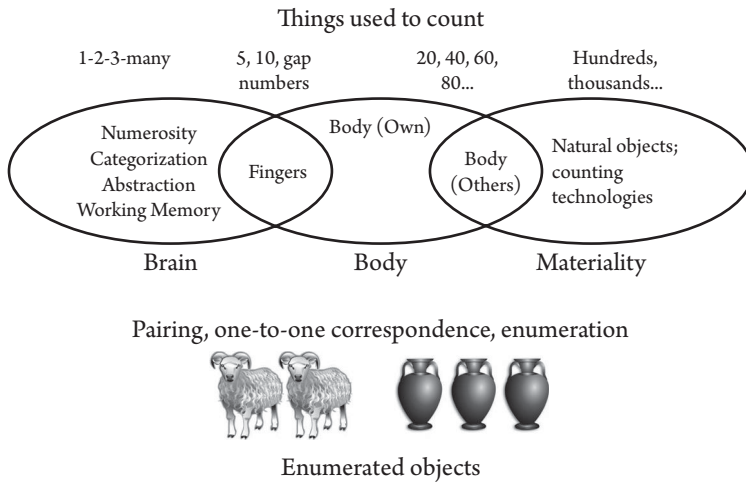 Things used to count
1-2-3-many
5, 10, gap
numbers
20, 40, 60,
80...
Hundreds,
thousands...
Numerosity
Categorization
Abstraction
Working Memory
Fingers
Body (Own)
Body
(Others)
Natural objects;
counting
technologies
Brain
Body
Materiality
Pairing, one-to-one correspondence, enumeration
Enumerated objects